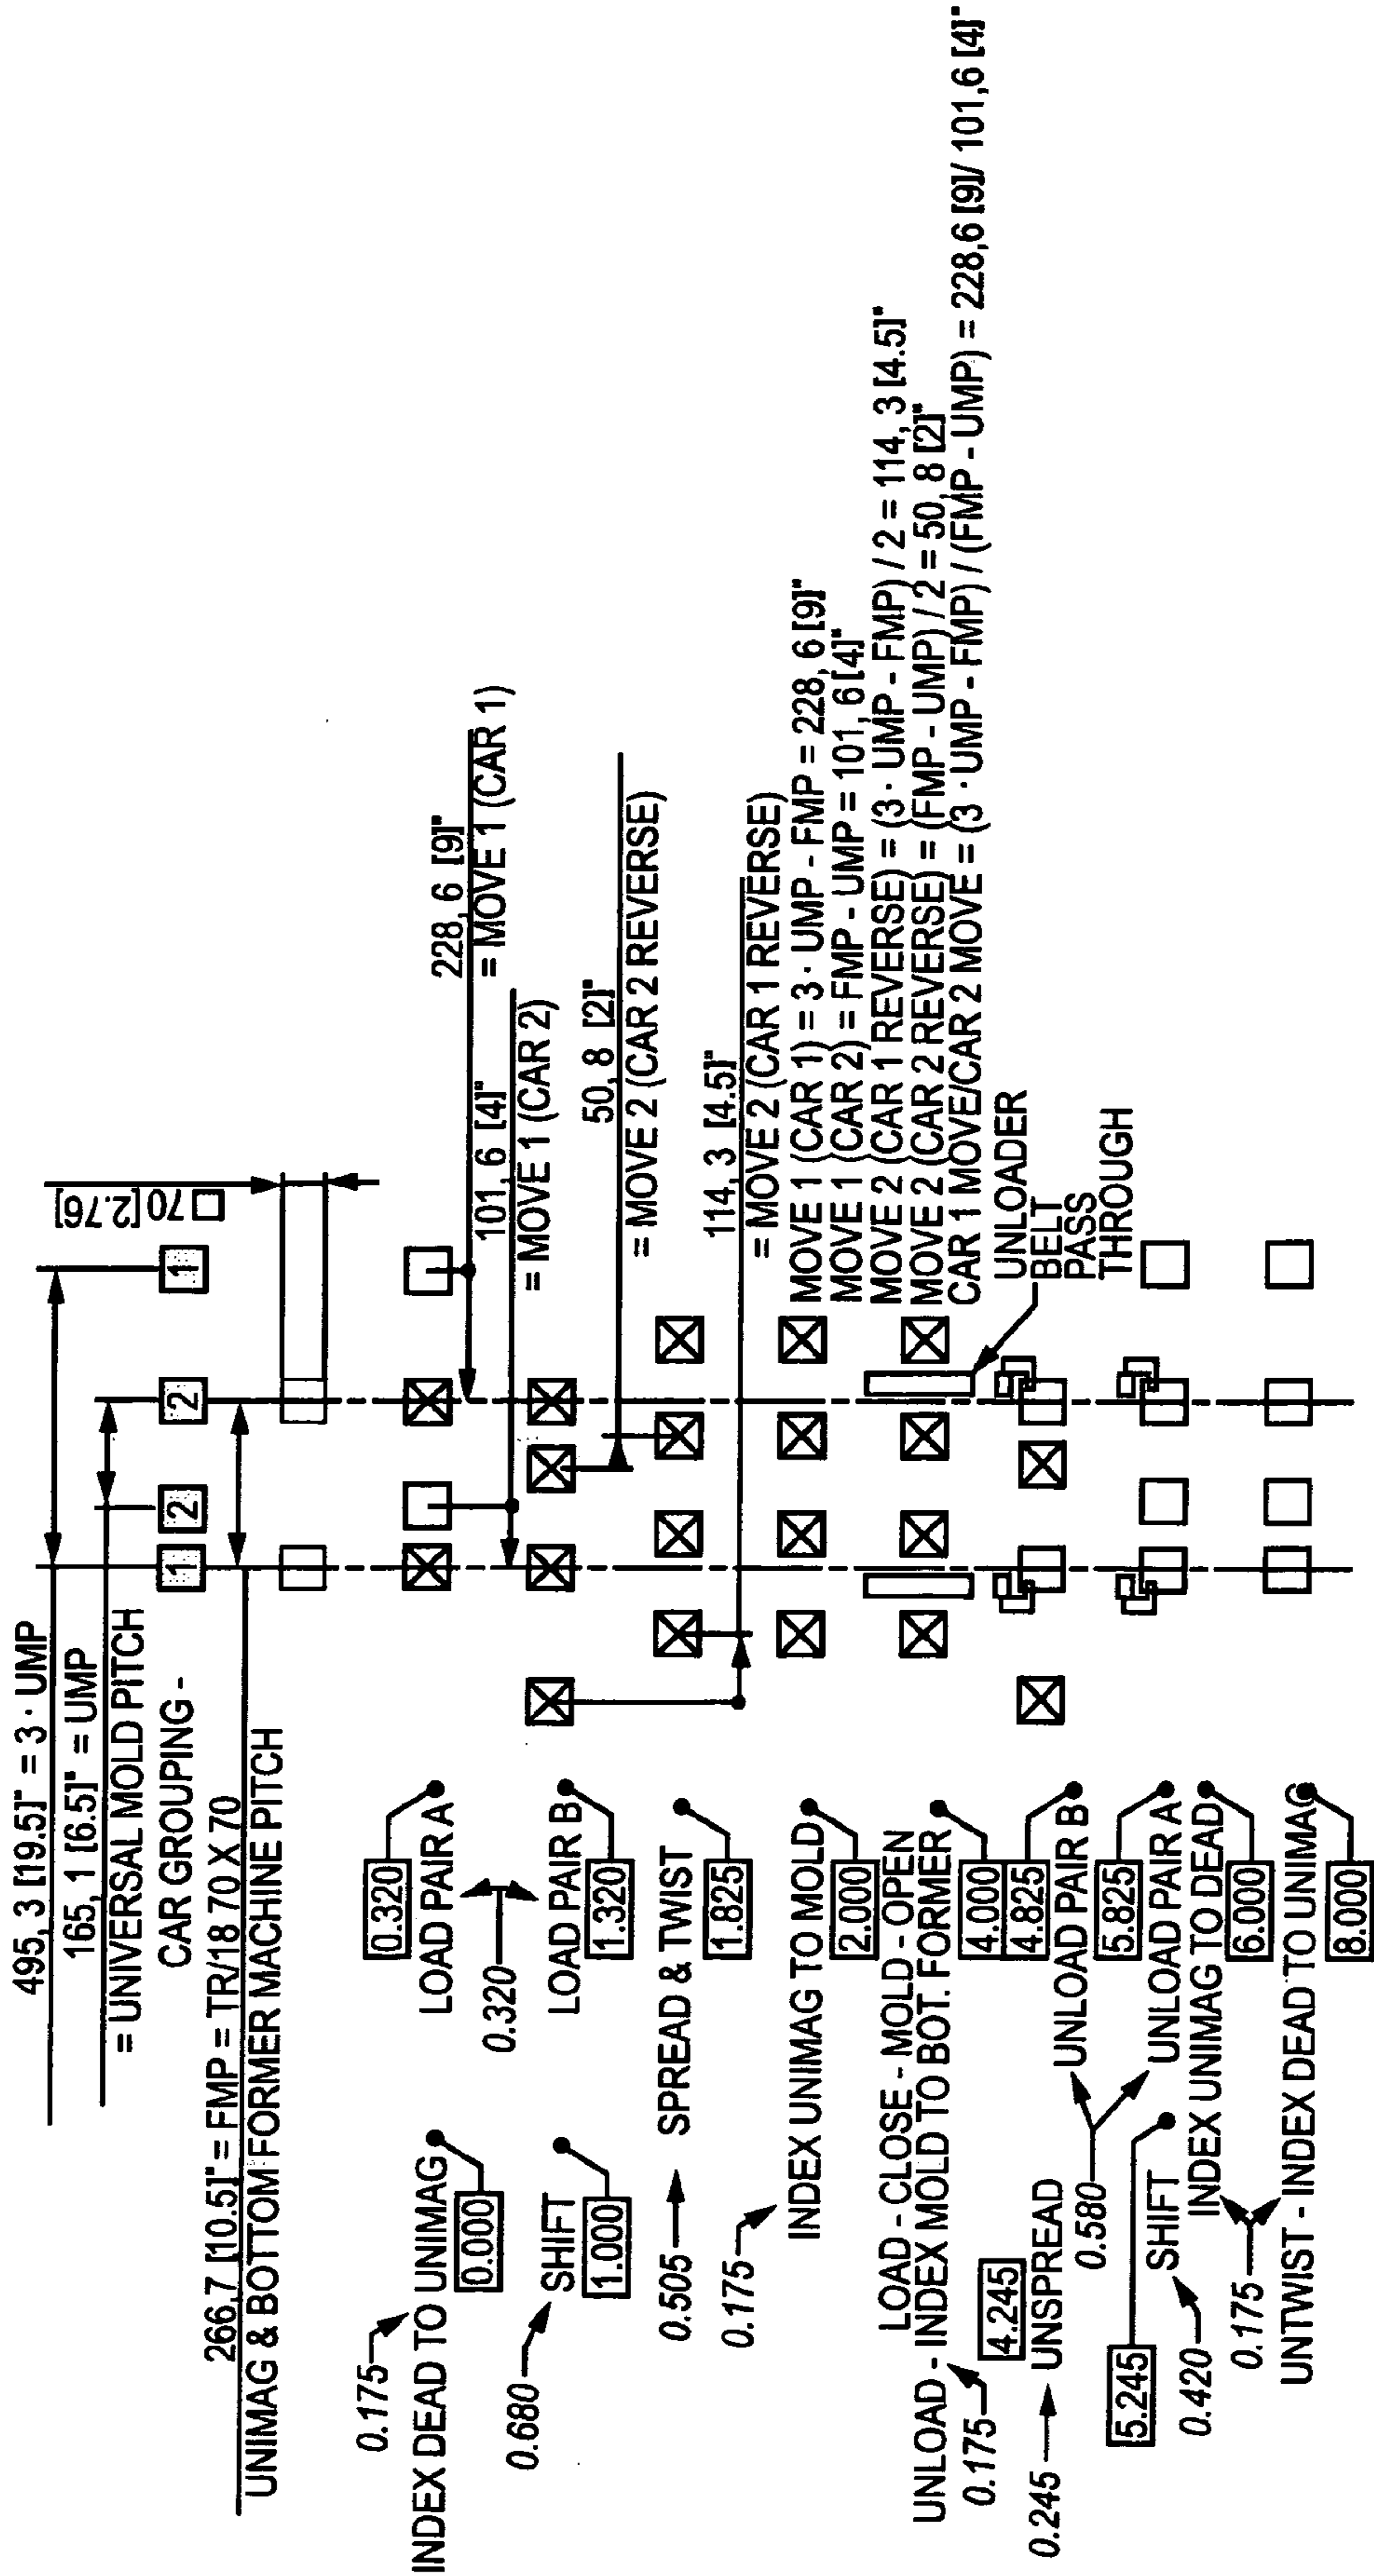 495, 3 [19.5]" = 3 · UMP
165, 1 [6.5]" = UMP
= UNIVERSAL MOLD PITCH
CAR GROUPING -
1
2
2
1
□70 [2.76]
266,7 [10.5]" = FMP = TR/18 70 X 70
UNIMAG & BOTTOM FORMER MACHINE PITCH
0.175
INDEX DEAD TO UNIMAG
0.000
0.320
LOAD PAIR A
228, 6 [9]"
= MOVE 1 (CAR 1)
0.320
101, 6 [4]"
= MOVE 1 (CAR 2)
0.680
SHIFT
1.000
LOAD PAIR B
1.320
50, 8 [2]"
= MOVE 2 (CAR 2 REVERSE)
0.505
SPREAD & TWIST
1.825
114, 3 [4.5]"
= MOVE 2 (CAR 1 REVERSE)
0.175
INDEX UNIMAG TO MOLD
2.000
MOVE 1 (CAR 1) = 3 · UMP - FMP = 228, 6 [9]"
MOVE 1 (CAR 2) = FMP - UMP = 101, 6 [4]"
MOVE 2 (CAR 1 REVERSE) = (3 · UMP - FMP) / 2 = 114, 3 [4.5]"
MOVE 2 (CAR 2 REVERSE) = (FMP - UMP) / 2 = 50, 8 [2]"
CAR 1 MOVE/CAR 2 MOVE = (3 · UMP - FMP) / (FMP - UMP) = 228,6 [9]/ 101,6 [4]"
LOAD - CLOSE - MOLD - OPEN
UNLOAD - INDEX MOLD TO BOT. FORMER
0.175
4.000
UNLOADER
BELT
PASS
THROUGH
4.245
0.245
UNSPREAD
4.825
UNLOAD PAIR B
0.580
5.245
5.825
SHIFT
0.420
UNLOAD PAIR A
INDEX UNIMAG TO DEAD
6.000
0.175
UNTWIST - INDEX DEAD TO UNIMAG
8.000